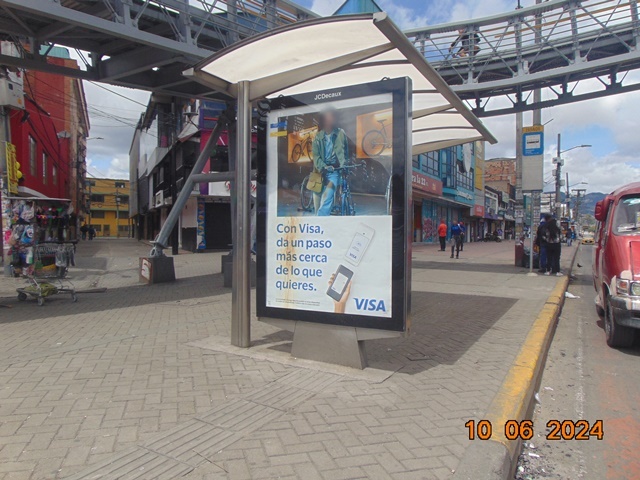 JCDecaux
Con Visa,
da un paso
más cerca
de lo que
quieres.
VISA
10 06 2024